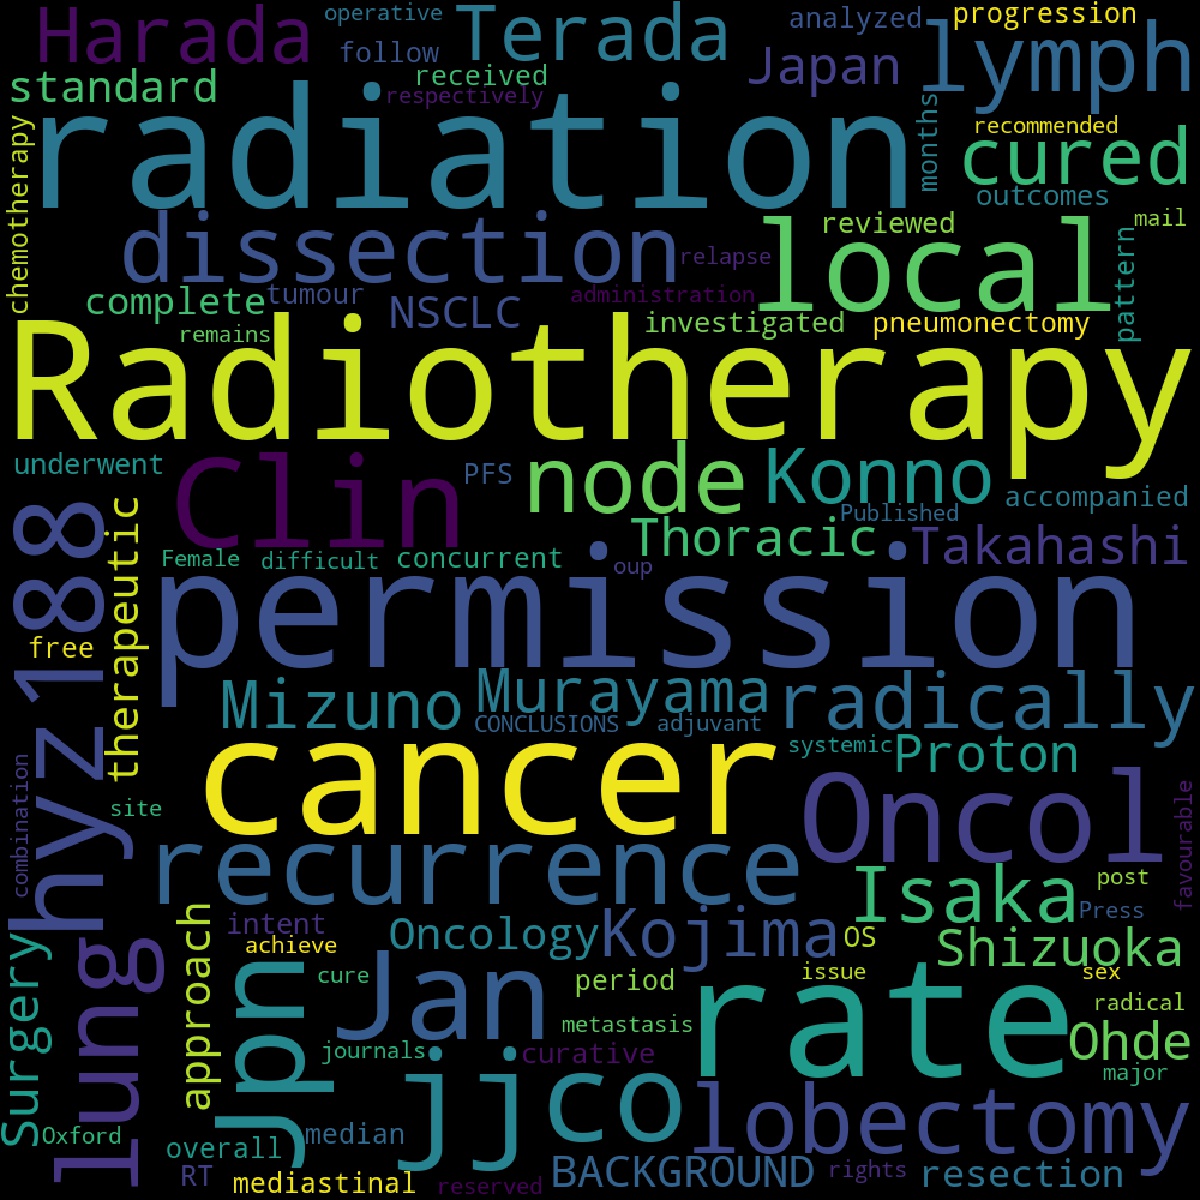 Harada
operative
follow
Terada
analyzed
progression
Japan
lymph
standard
received
respectively
radiation
months
recommended
cured
outcomes
chemotherapy
dissection
relapse
local
reviewed
mail
pattern
complete
tumour
NSCLC
administration
remains
investigated
pneumonectomy
Radiotherapy
underwent
Clin
PFS
node
Konno
accompanied
Published
hyz188
therapeutic
Female
difficult
concurrent
oup
Thoracic
Takahashi
free
permission
Mizuno
Murayama
radically
CONCLUSIONS
adjuvant
systemic
Proton
combination
site
cancer
Oncol
favourable
recurrence
Isaka
post
Press
Surgery
lung
approach
intent
achieve
Oncology
Kojima
OS
Shizuoka
Jpn
cure
Jan
period
issue
sex
rate
radical
metastasis
journals
curative
Ohde
major
jjco
lobectomy
Oxford
overall
median
RT
mediastinal
reserved
BACKGROUND
rights
resection